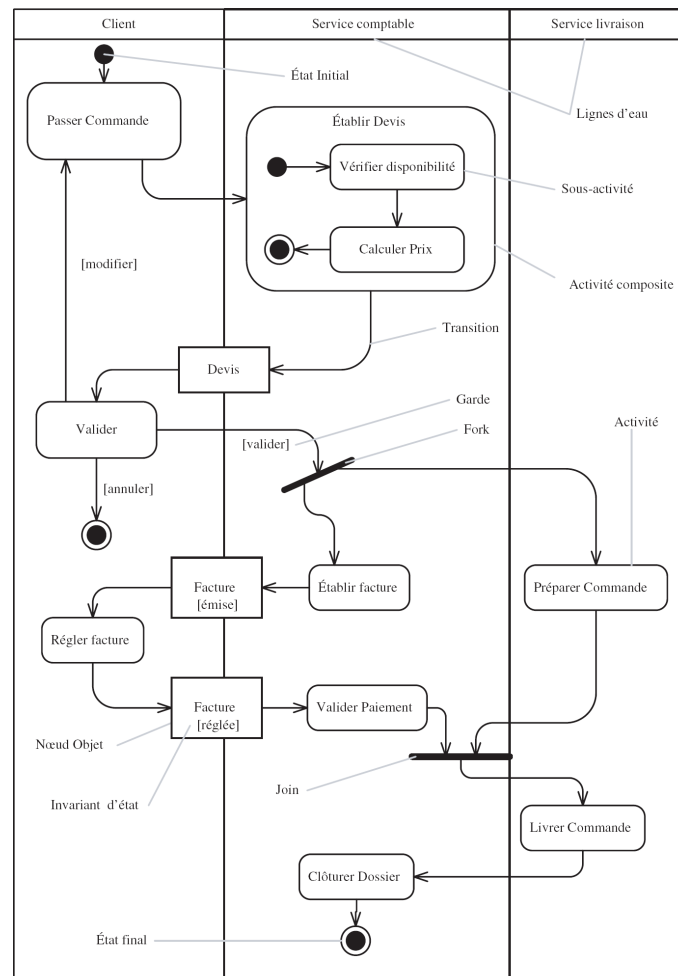 Client
Service comptable
Service livraison
État Initial
Passer Commande
Établir Devis
Lignes d'eau
Vérifier disponibilité
Sous-activité
Calculer Prix
[modifier]
Activité composite
Transition
Devis
Garde
Valider
[valider]
Fork
Activité
[annuler]
Facture
[émise]
Établir facture
Préparer Commande
Régler facture
Facture
[réglée]
Valider Paiement
Nœud Objet
Join
Invariant d'état
Livrer Commande
Clôturer Dossier
État final